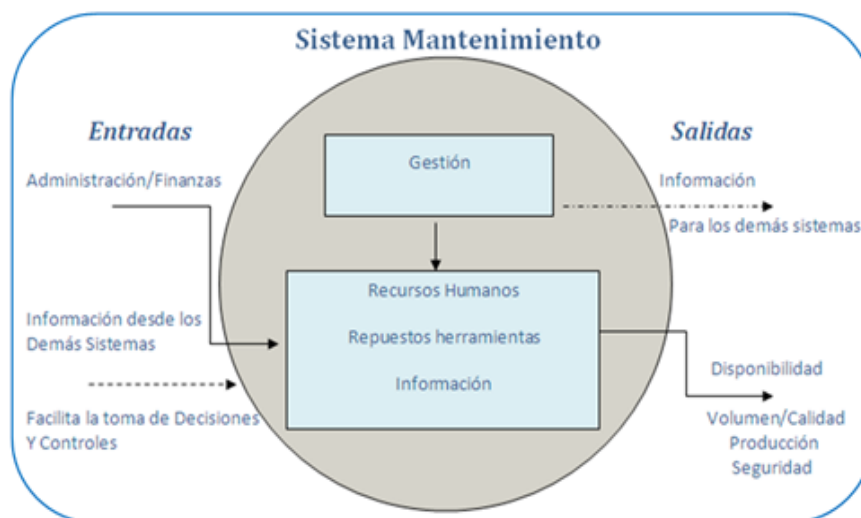 Sistema Mantenimiento
Entradas
Administración/Finanzas
Información desde los
Demás Sistemas
Facilita la toma de Decisiones
Y Controles
Gestión
Recursos Humanos
Repuestos herramientas
Información
Salidas
Información
Para los demás sistemas
Disponibilidad
Volumen/Calidad
Producción
Seguridad